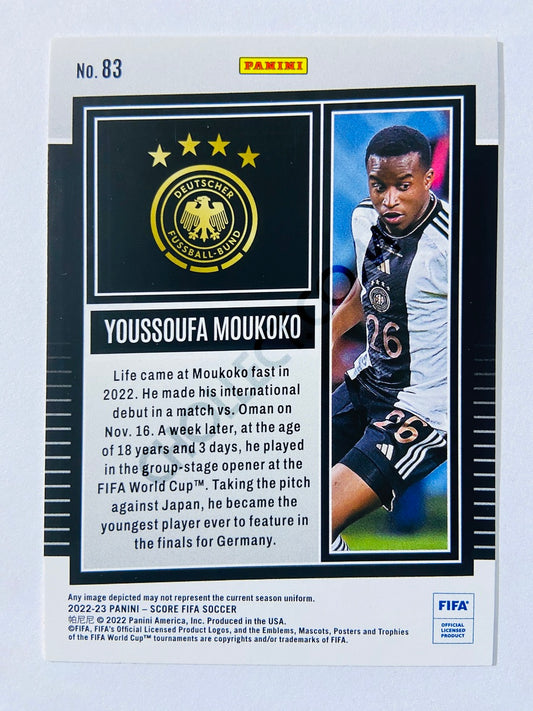 No. 83
PANINI
DEUTSCHER
FUSSBALL-BUND
26
26
YOUSSOUFA MOUKOKO
Life came at Moukoko fast in
2022. He made his international
debut in a match vs. Oman on
Nov. 16. A week later, at the age
of 18 years and 3 days, he played
in the group-stage opener at the
FIFA World Cup™. Taking the pitch
against Japan, he became the
youngest player ever to feature in
the finals for Germany.
Any image depicted may not represent the current season uniform.
2022-23 PANINI – SCORE FIFA SOCCER
帕尼尼 © 2022 Panini America, Inc. Produced in the USA.
©FIFA, FIFA's Official Licensed Product Logos, and the Emblems, Mascots, Posters and Trophies
of the FIFA World Cup™ tournaments are copyrights and/or trademarks of FIFA.
FIFA®
OFFICIAL
LICENSED
PRODUCT